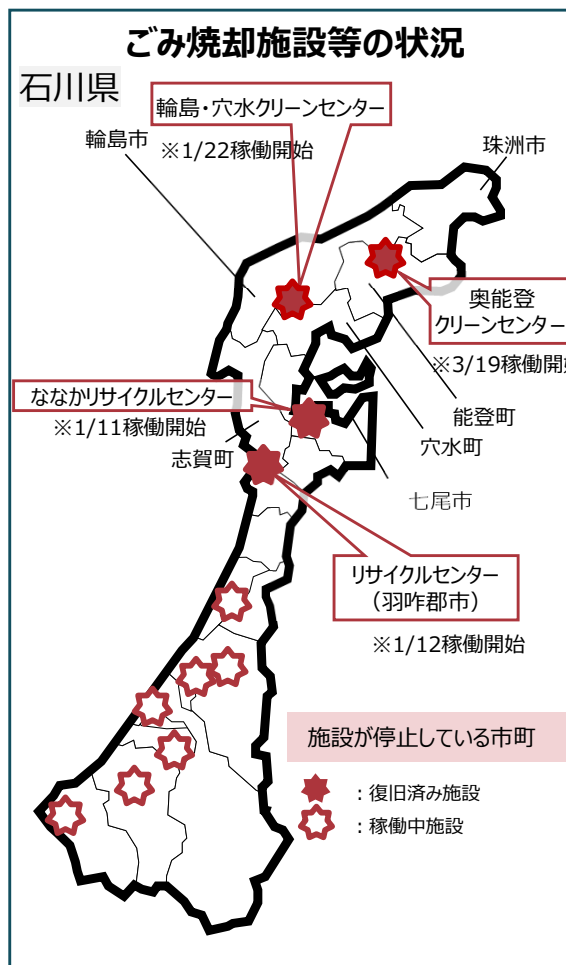 ごみ焼却施設等の状況
石川県
輪島・穴水クリーンセンター
輪島市
※1/22稼働開始
珠洲市
奥能登
クリーンセンター
※3/19稼働開始
ななかリサイクルセンター
※1/11稼働開始
能登町
穴水町
志賀町
七尾市
リサイクルセンター
（羽咋郡市）
※1/12稼働開始
施設が停止している市町
：復旧済み施設
：稼働中施設